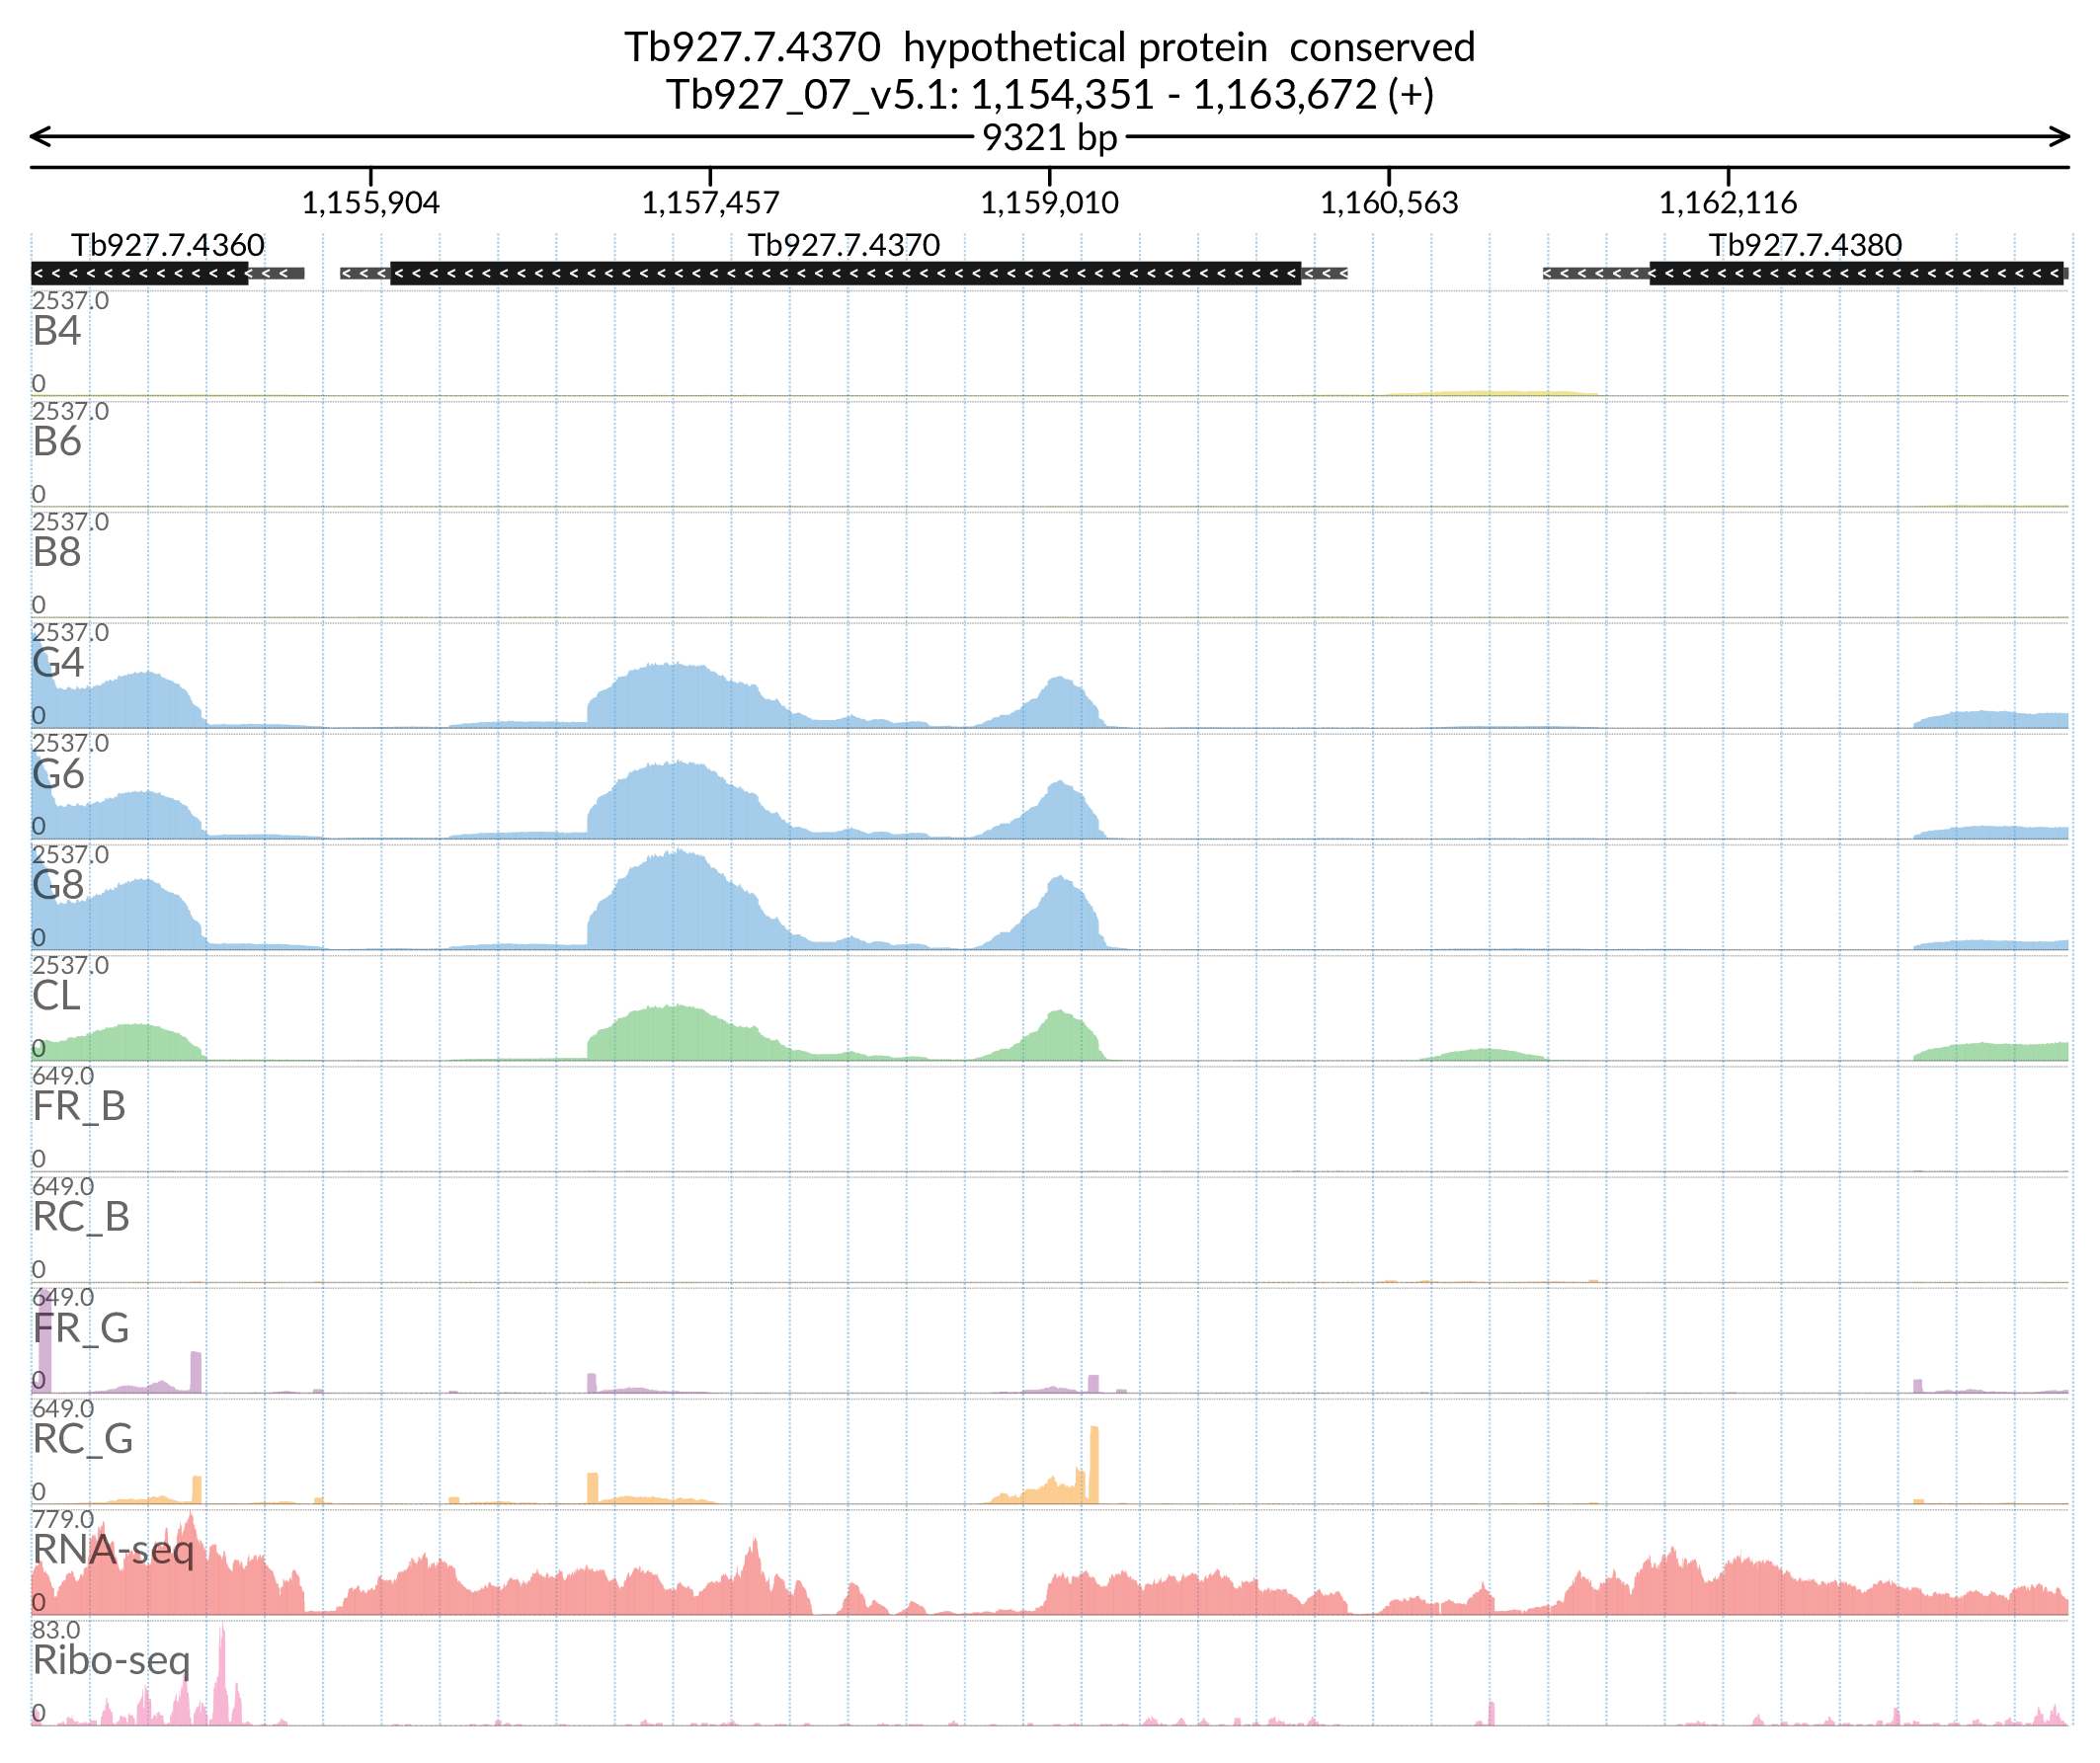 Tb927.7.4370 hypothetical protein conserved
Tb927_07_v5.1: 1,154,351 - 1,163,672 (+)
9321 bp
1,155,904 1,157,457 1,159,010 1,160,563 1,162,116
Tb927.7.4360 Tb927.7.4370 Tb927.7.4380
2537.0
B4
0
2537.0
B6
0
2537.0
B8
0
2537.0
G4
0
2537.0
G6
0
2537.0
G8
0
2537.0
CL
0
649.0
FR_B
0
649.0
RC_B
0
649.0
FR_G
0
649.0
RC_G
0
779.0
RNA-seq
0
83.0
Ribo-seq
0